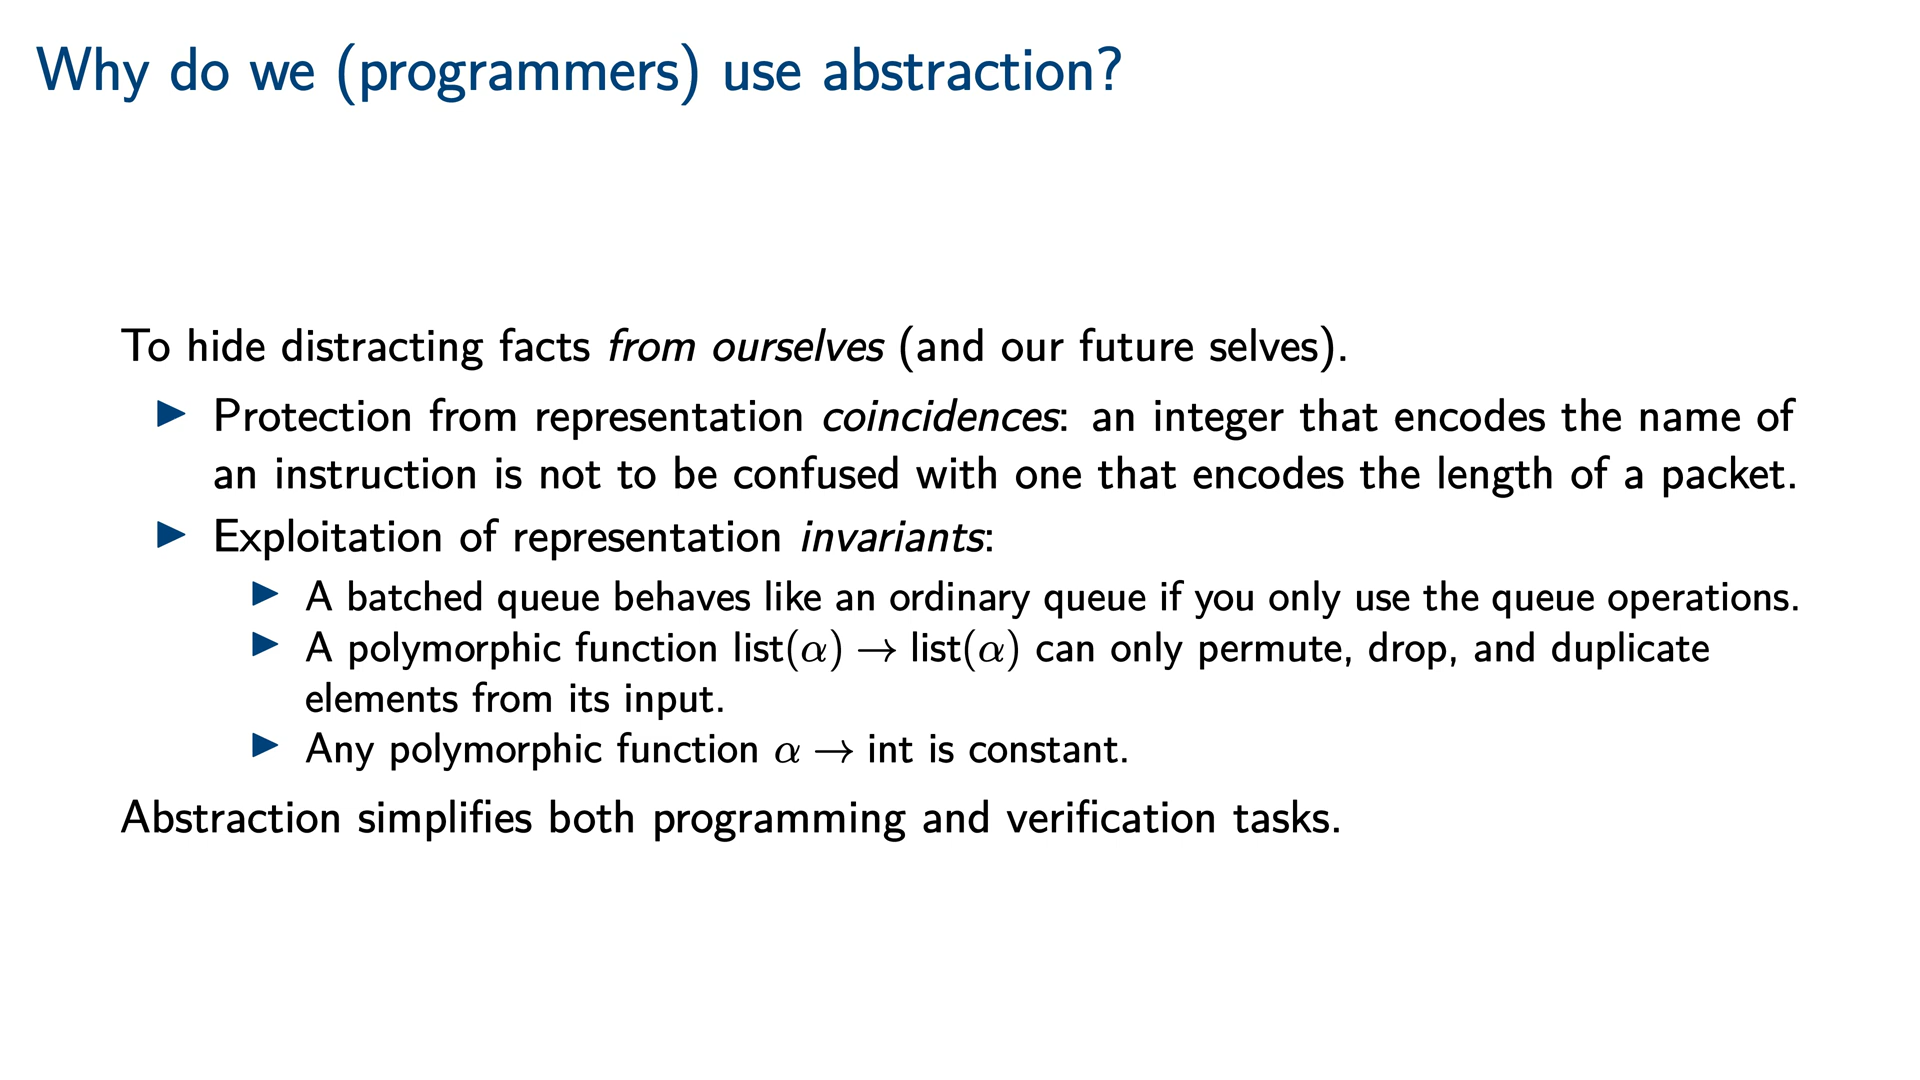 Why do we (programmers) use abstraction?
To hide distracting facts from ourselves (and our future selves).
▶ Protection from representation coincidences: an integer that encodes the name of
an instruction is not to be confused with one that encodes the length of a packet.
▶ Exploitation of representation invariants:
▶ A batched queue behaves like an ordinary queue if you only use the queue operations.
▶ A polymorphic function list(α) → list(α) can only permute, drop, and duplicate
elements from its input.
▶ Any polymorphic function α → int is constant.
Abstraction simplifies both programming and verification tasks.